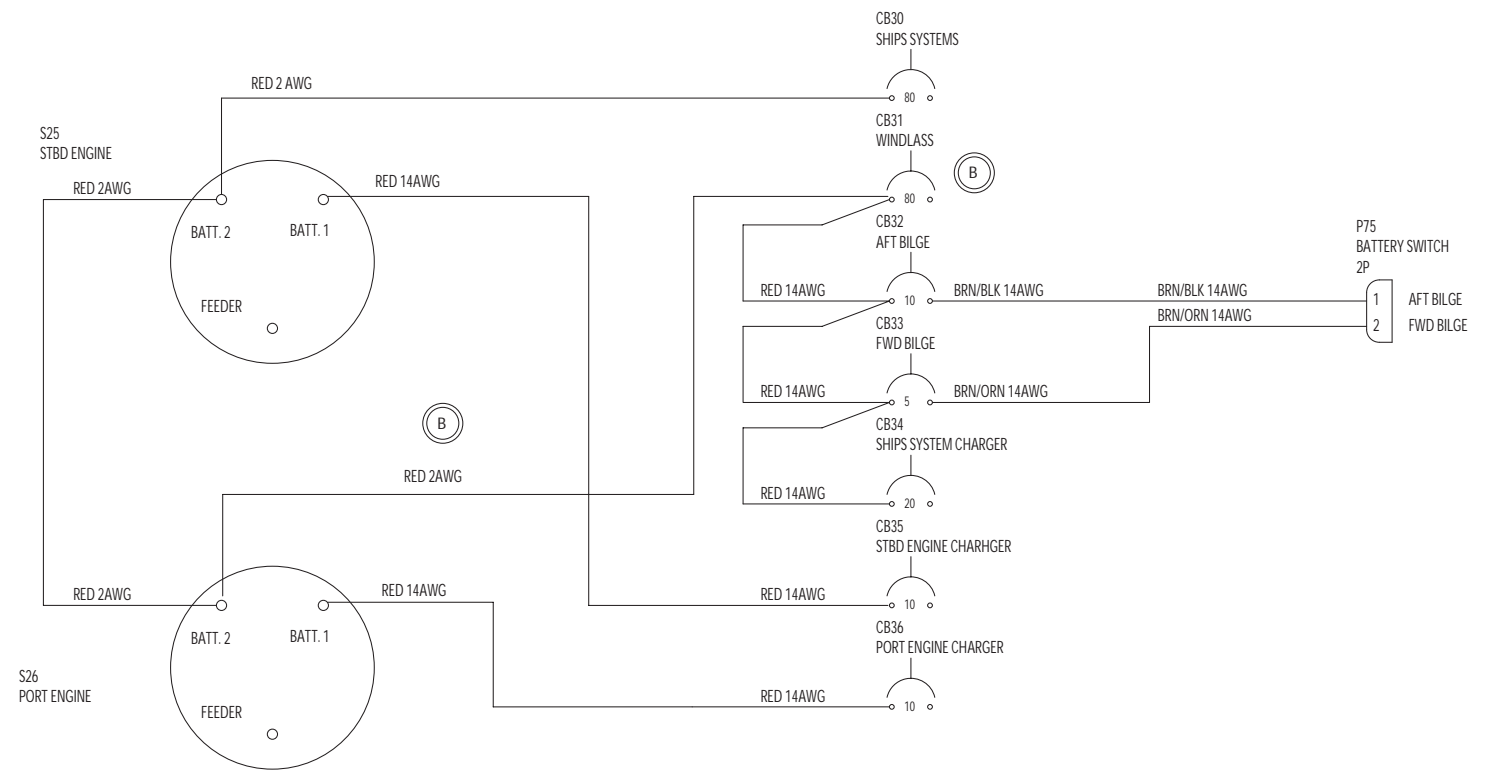 CB30
SHIPS SYSTEMS
RED 2 AWG
80
S25
STBD ENGINE
CB31
WINDLASS
RED 2AWG
RED 14AWG
B
80
BATT. 2
BATT. 1
CB32
AFT BILGE
P75
BATTERY SWITCH
2P
RED 14AWG
10
BRN/BLK 14AWG
BRN/BLK 14AWG
1
AFT BILGE
FEEDER
BRN/ORN 14AWG
2
FWD BILGE
CB33
FWD BILGE
RED 14AWG
5
BRN/ORN 14AWG
B
CB34
SHIPS SYSTEM CHARGER
RED 2AWG
RED 14AWG
20
CB35
STBD ENGINE CHARHGER
RED 2AWG
RED 14AWG
RED 14AWG
10
BATT. 2
BATT. 1
CB36
PORT ENGINE CHARGER
S26
PORT ENGINE
RED 14AWG
10
FEEDER